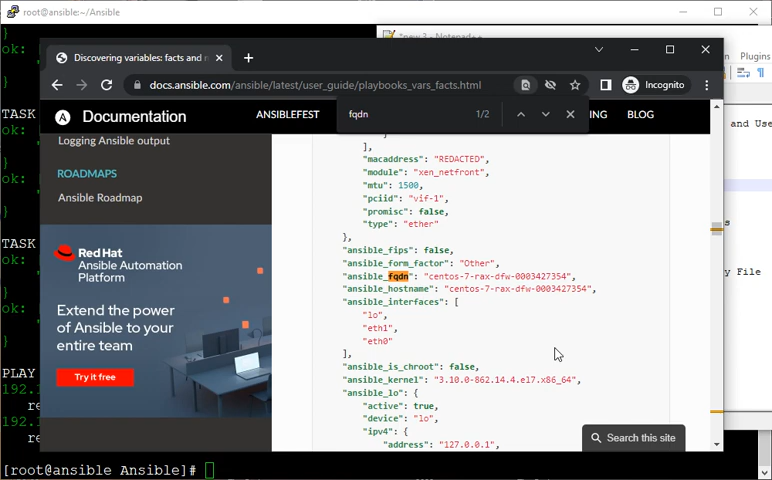 root@ansible:~/Ansible
*new 3 - Notepad++
Discovering variables: facts and
Plugins
docs.ansible.com/ansible/latest/user_guide/playbooks_vars_facts.html
Incognito
Documentation
ANSIBLEFEST
ING
BLOG
fqdn
1/2
Logging Ansible output
ROADMAPS
Ansible Roadmap
Red Hat
Ansible Automation
Platform
Extend the power
of Ansible to your
entire team
Try it free
],
"macaddress": "REDACTED",
"module": "xen_netfront",
"mtu": 1500,
"pciid": "vif-1",
"promisc": false,
"type": "ether"
},
"ansible_fips": false,
"ansible_form_factor": "Other",
"ansible_fqdn": "centos-7-rax-dfw-0003427354",
"ansible_hostname": "centos-7-rax-dfw-0003427354",
"ansible_interfaces": [
"lo",
"eth1",
"eth0"
],
"ansible_is_chroot": false,
"ansible_kernel": "3.10.0-862.14.4.el7.x86_64",
"ansible_lo": {
"active": true,
"device": "lo",
"ipv4": {
"address": "127.0.0.1",
Search this site
and Use
y File
}
ok:
}
TASK
ok:
}
ok:
}
TASK
ok:
}
ok:
}
PLAY
192.1
re
192.1
re
[root@ansible Ansible]#